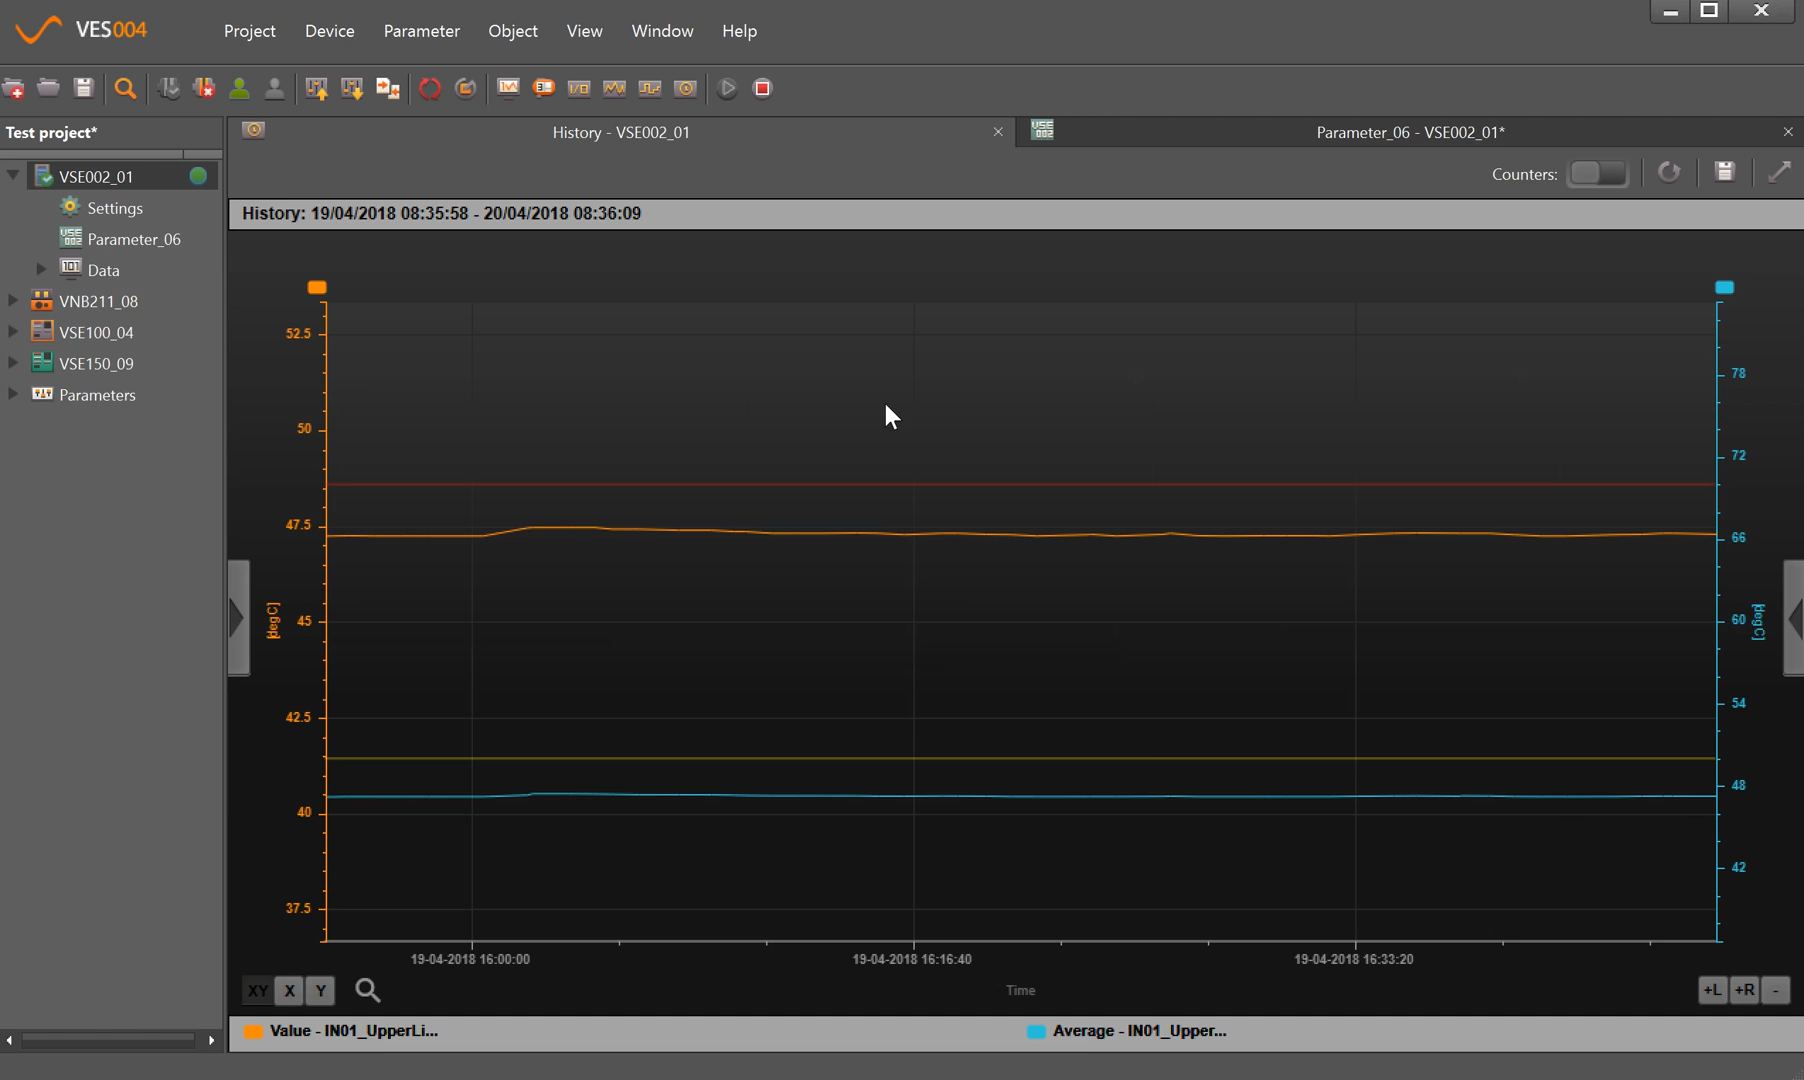 VES004
Project Device Parameter Object View Window Help
Test project*
History - VSE002_01
Parameter_06 - VSE002_01*
VSE002_01
Settings
Parameter_06
Data
VNB211_08
VSE100_04
VSE150_09
Parameters
Counters:
History: 19/04/2018 08:35:58 - 20/04/2018 08:36:09
52.5
50
47.5
45
42.5
40
37.5
[deg C]
78
72
66
60
54
48
42
[deg C]
19-04-2018 16:00:00
19-04-2018 16:16:40
19-04-2018 16:33:20
XY X Y
Time
+L +R -
Value - IN01_UpperLi...
Average - IN01_Upper...